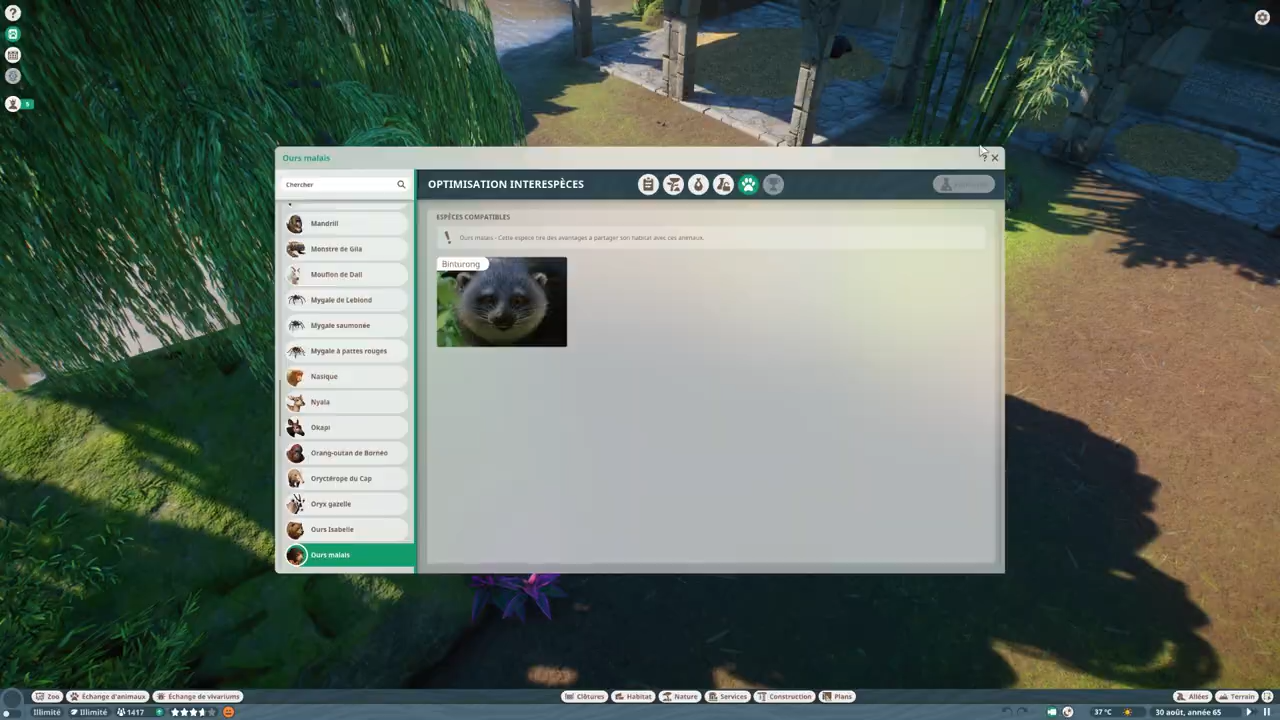 5
Ours malais
Chercher
OPTIMISATION INTERESPÈCES
ESPÈCES COMPATIBLES
Ours malais - Cette espèce tire des avantages à partager son habitat avec ces animaux.
Binturong
Mandrill
Monstre de Gila
Mouflon de Dall
Mygale de Leblond
Mygale saumonée
Mygale à pattes rouges
Nasique
Nyala
Okapi
Orang-outan de Bornéo
Oryctérope du Cap
Oryx gazelle
Ours Isabelle
Ours malais
Zoo Échange d'animaux Échange de vivariums Clôtures Habitat Nature Services Construction Plans Allées Terrain
Illimité Illimité 1417 37 °C 30 août, année 65